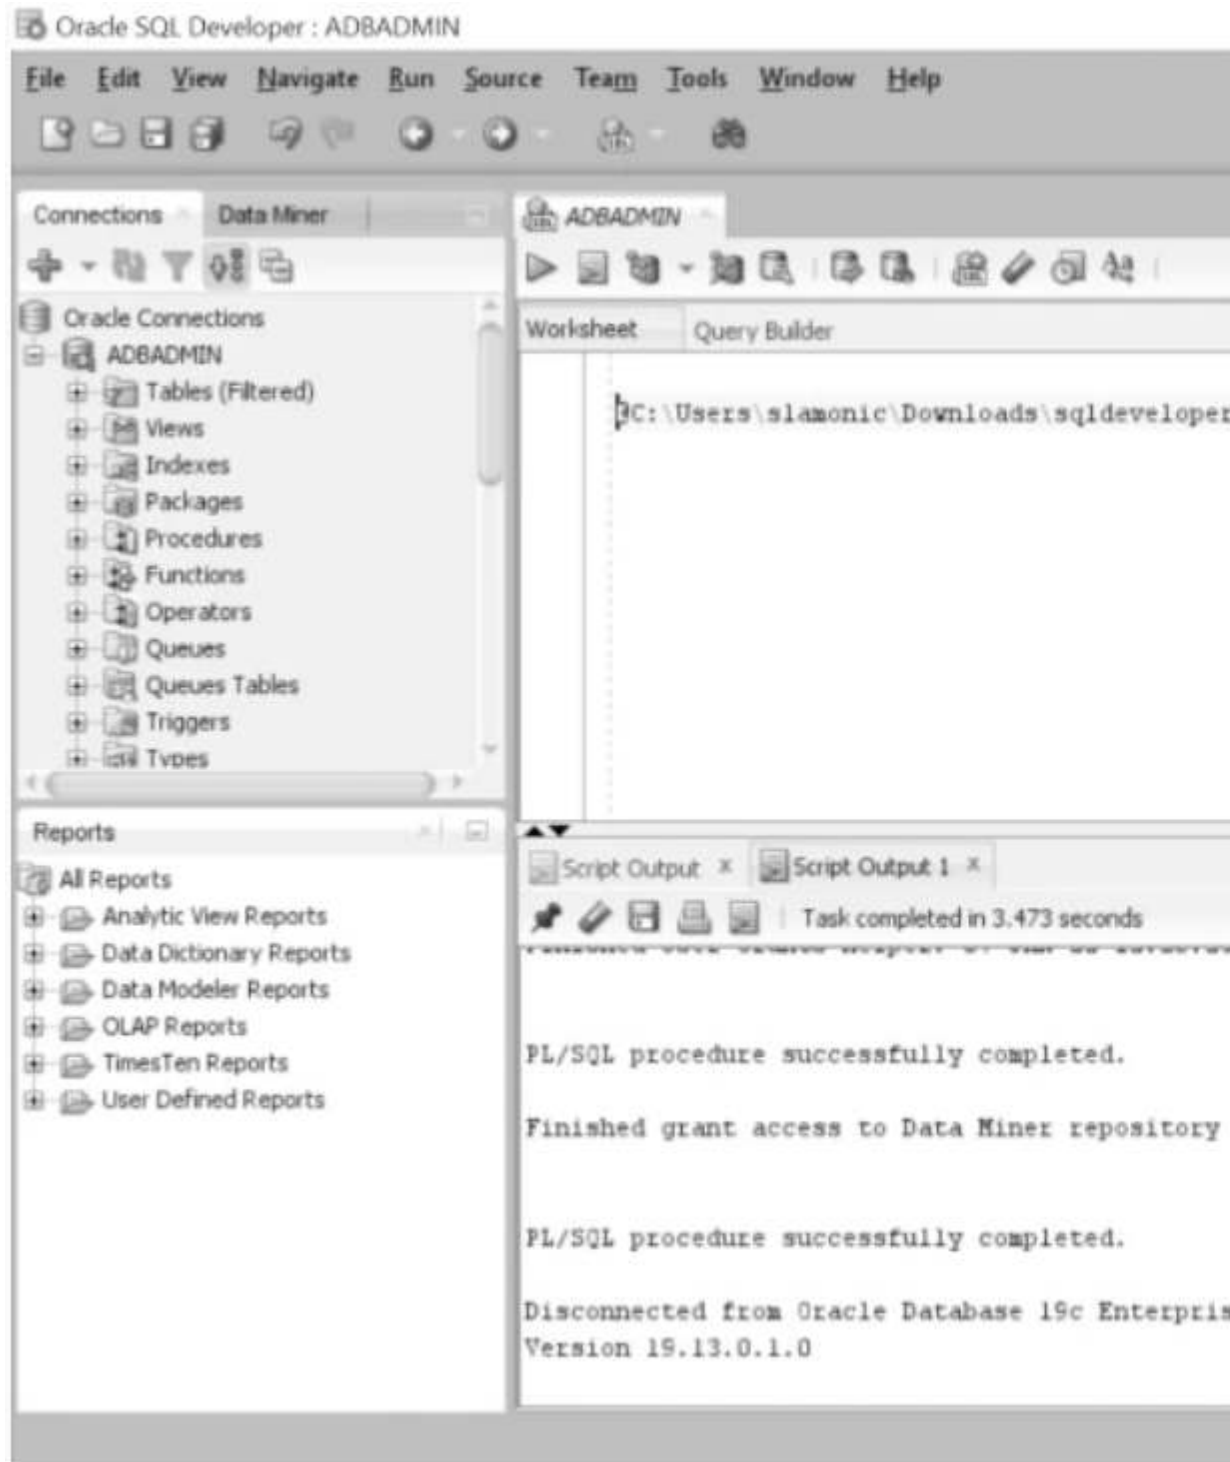 Oracle SQL Developer : ADBADMIN
File Edit View Navigate Run Source Team Tools Window Help
Connections Data Miner
Oracle Connections
ADBADMIN
Tables (Filtered)
Views
Indexes
Packages
Procedures
Functions
Operators
Queues
Queues Tables
Triggers
Types
Reports
All Reports
Analytic View Reports
Data Dictionary Reports
Data Modeler Reports
OLAP Reports
TimesTen Reports
User Defined Reports
ADBADMIN
Worksheet Query Builder
@C:\Users\slamonic\Downloads\sqldeveloper
Script Output x Script Output 1 x
Task completed in 3.473 seconds
PL/SQL procedure successfully completed.
Finished grant access to Data Miner repository
PL/SQL procedure successfully completed.
Disconnected from Oracle Database 19c Enterpris
Version 19.13.0.1.0